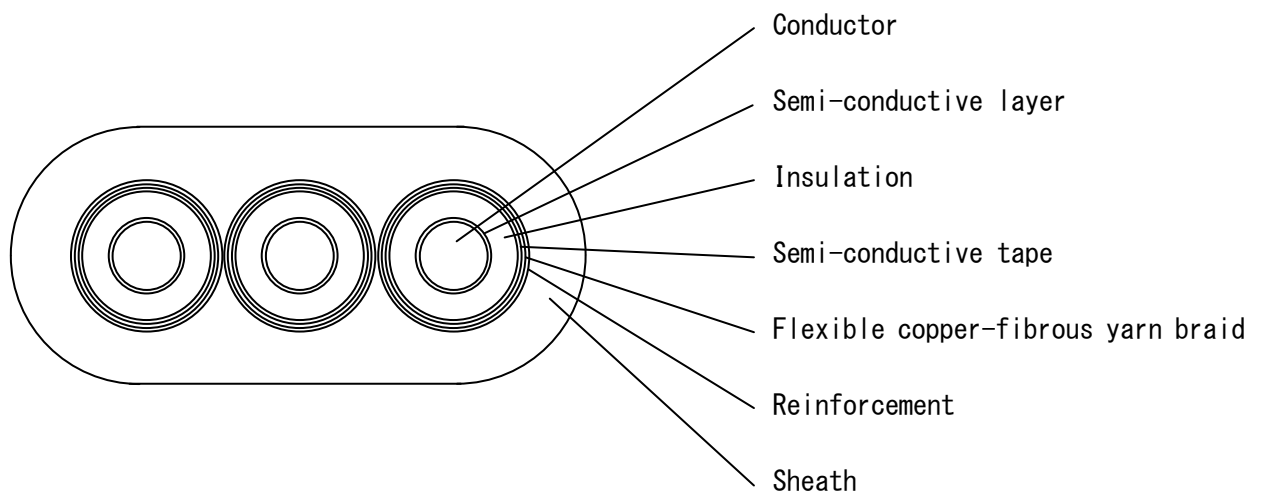 Conductor
Semi-conductive layer
Insulation
Semi-conductive tape
Flexible copper-fibrous yarn braid
Reinforcement
Sheath